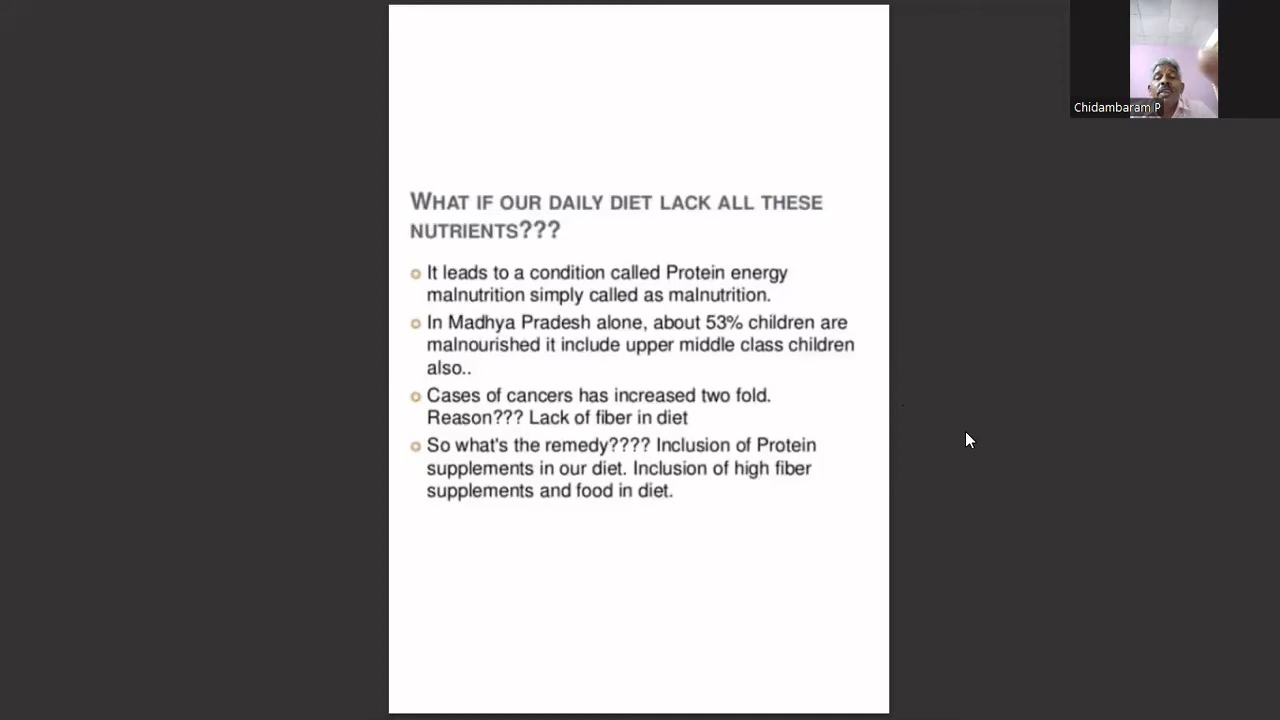 WHAT IF OUR DAILY DIET LACK ALL THESE
NUTRIENTS???
It leads to a condition called Protein energy
malnutrition simply called as malnutrition.
In Madhya Pradesh alone, about 53% children are
malnourished it include upper middle class children
also..
Cases of cancers has increased two fold.
Reason??? Lack of fiber in diet
So what's the remedy???? Inclusion of Protein
supplements in our diet. Inclusion of high fiber
supplements and food in diet.
Chidambaram P